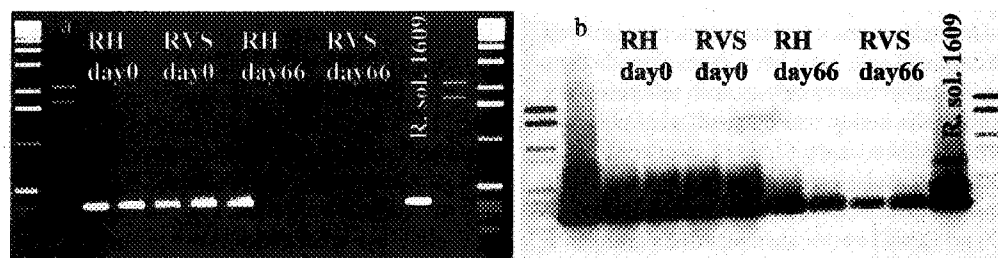 a
RH RVS RH RVS
day0 day0 day66 day66
R. sol. 1609
b
RH RVS RH RVS
day0 day0 day66 day66
R. sol. 1609